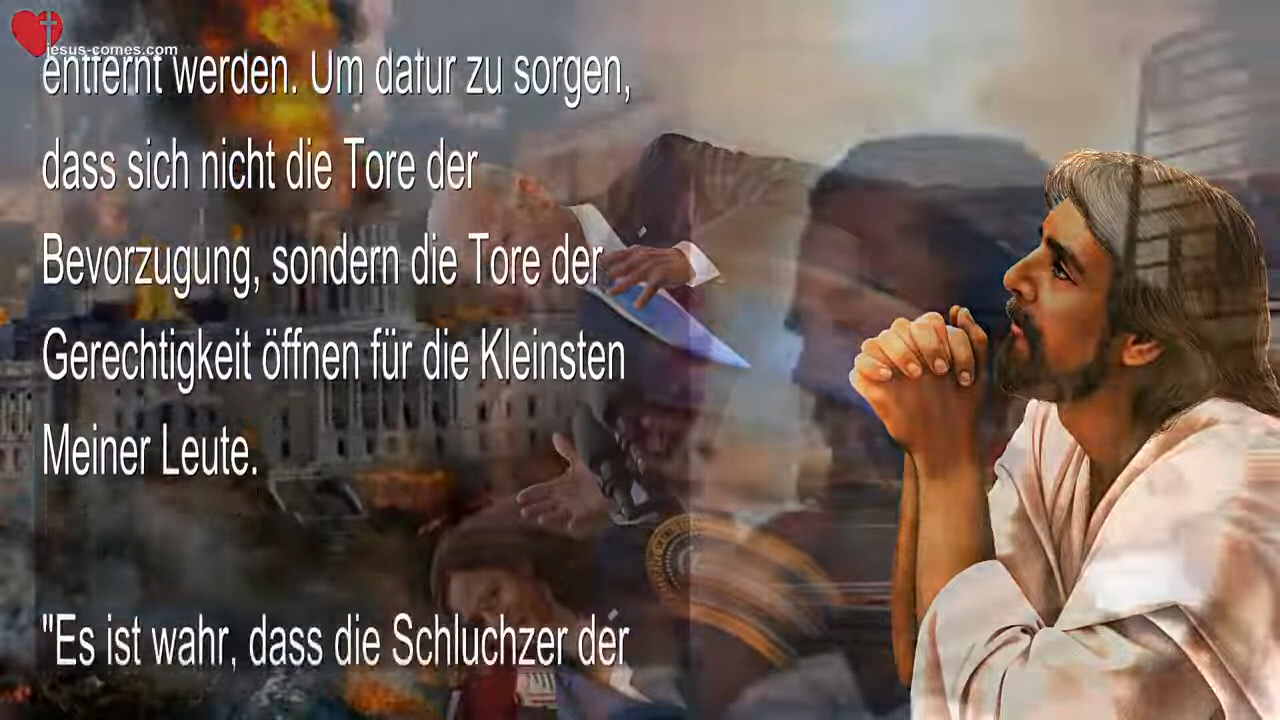 jesus-comes.com
entfernt werden. Um dafur zu sorgen,
dass sich nicht die Tore der
Bevorzugung, sondern die Tore der
Gerechtigkeit öffnen für die Kleinsten
Meiner Leute.
"Es ist wahr, dass die Schluchzer der